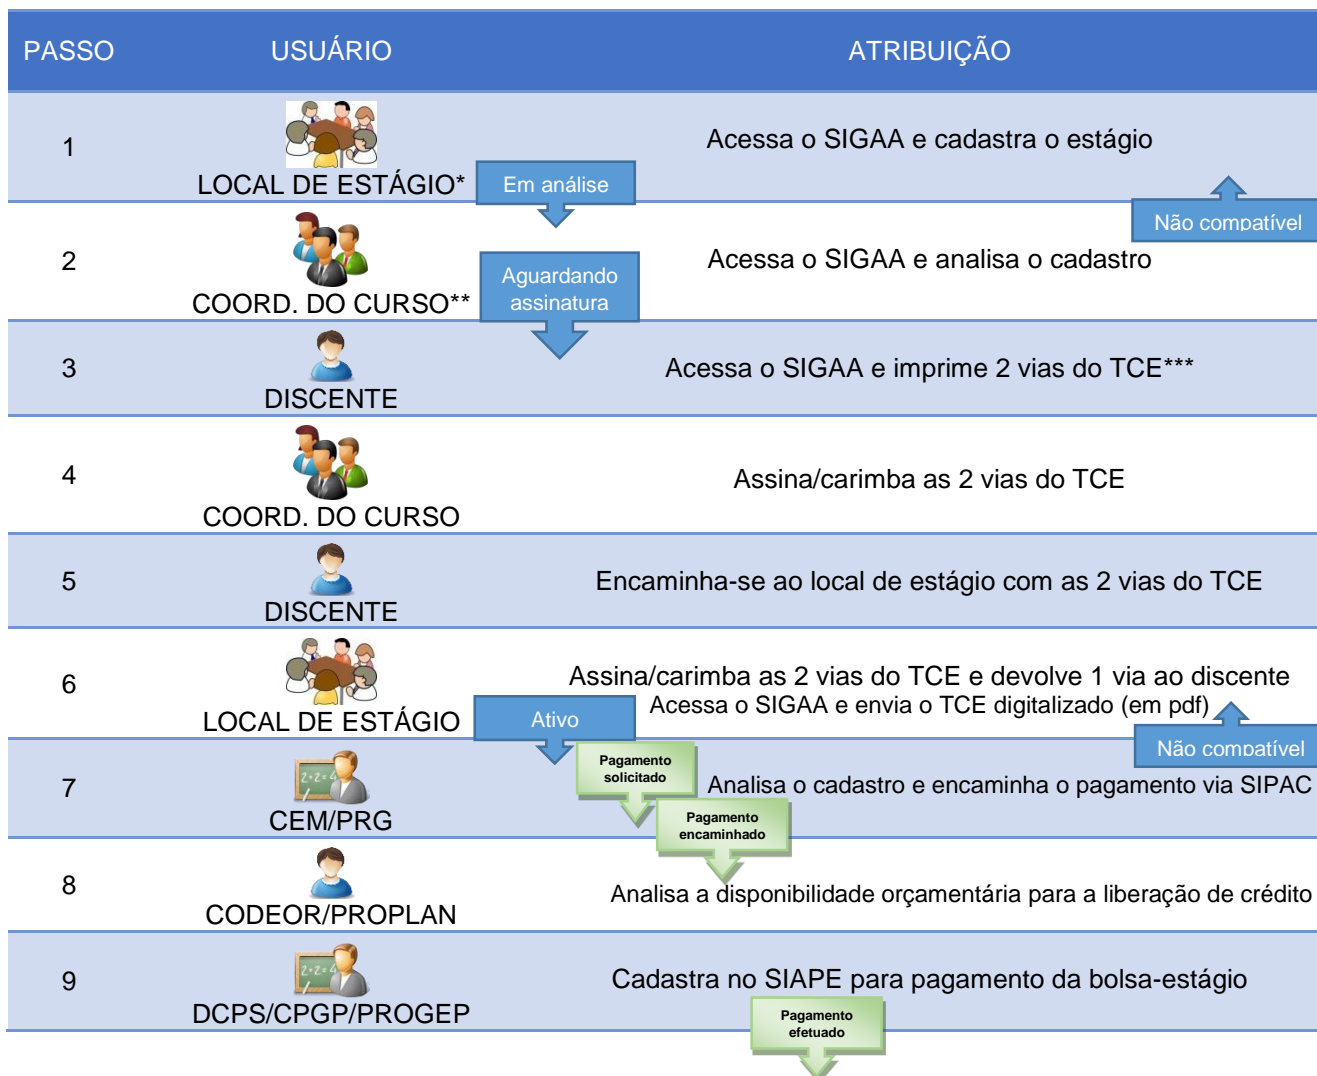 PASSO USUÁRIO ATRIBUIÇÃO
1
Acessa o SIGAA e cadastra o estágio
LOCAL DE ESTÁGIO*
Em análise
Não compatível
2
Acessa o SIGAA e analisa o cadastro
COORD. DO CURSO**
Aguardando
assinatura
3
Acessa o SIGAA e imprime 2 vias do TCE***
DISCENTE
4
Assina/carimba as 2 vias do TCE
COORD. DO CURSO
5
Encaminha-se ao local de estágio com as 2 vias do TCE
DISCENTE
6
Assina/carimba as 2 vias do TCE e devolve 1 via ao discente
Acessa o SIGAA e envia o TCE digitalizado (em pdf)
LOCAL DE ESTÁGIO
Ativo
Não compatível
7
Pagamento
solicitado
Analisa o cadastro e encaminha o pagamento via SIPAC
CEM/PRG
Pagamento
encaminhado
8
Analisa a disponibilidade orçamentária para a liberação de crédito
CODEOR/PROPLAN
2+2=4
9
Cadastra no SIAPE para pagamento da bolsa-estágio
DCPS/CPGP/PROGEP
Pagamento
efetuado